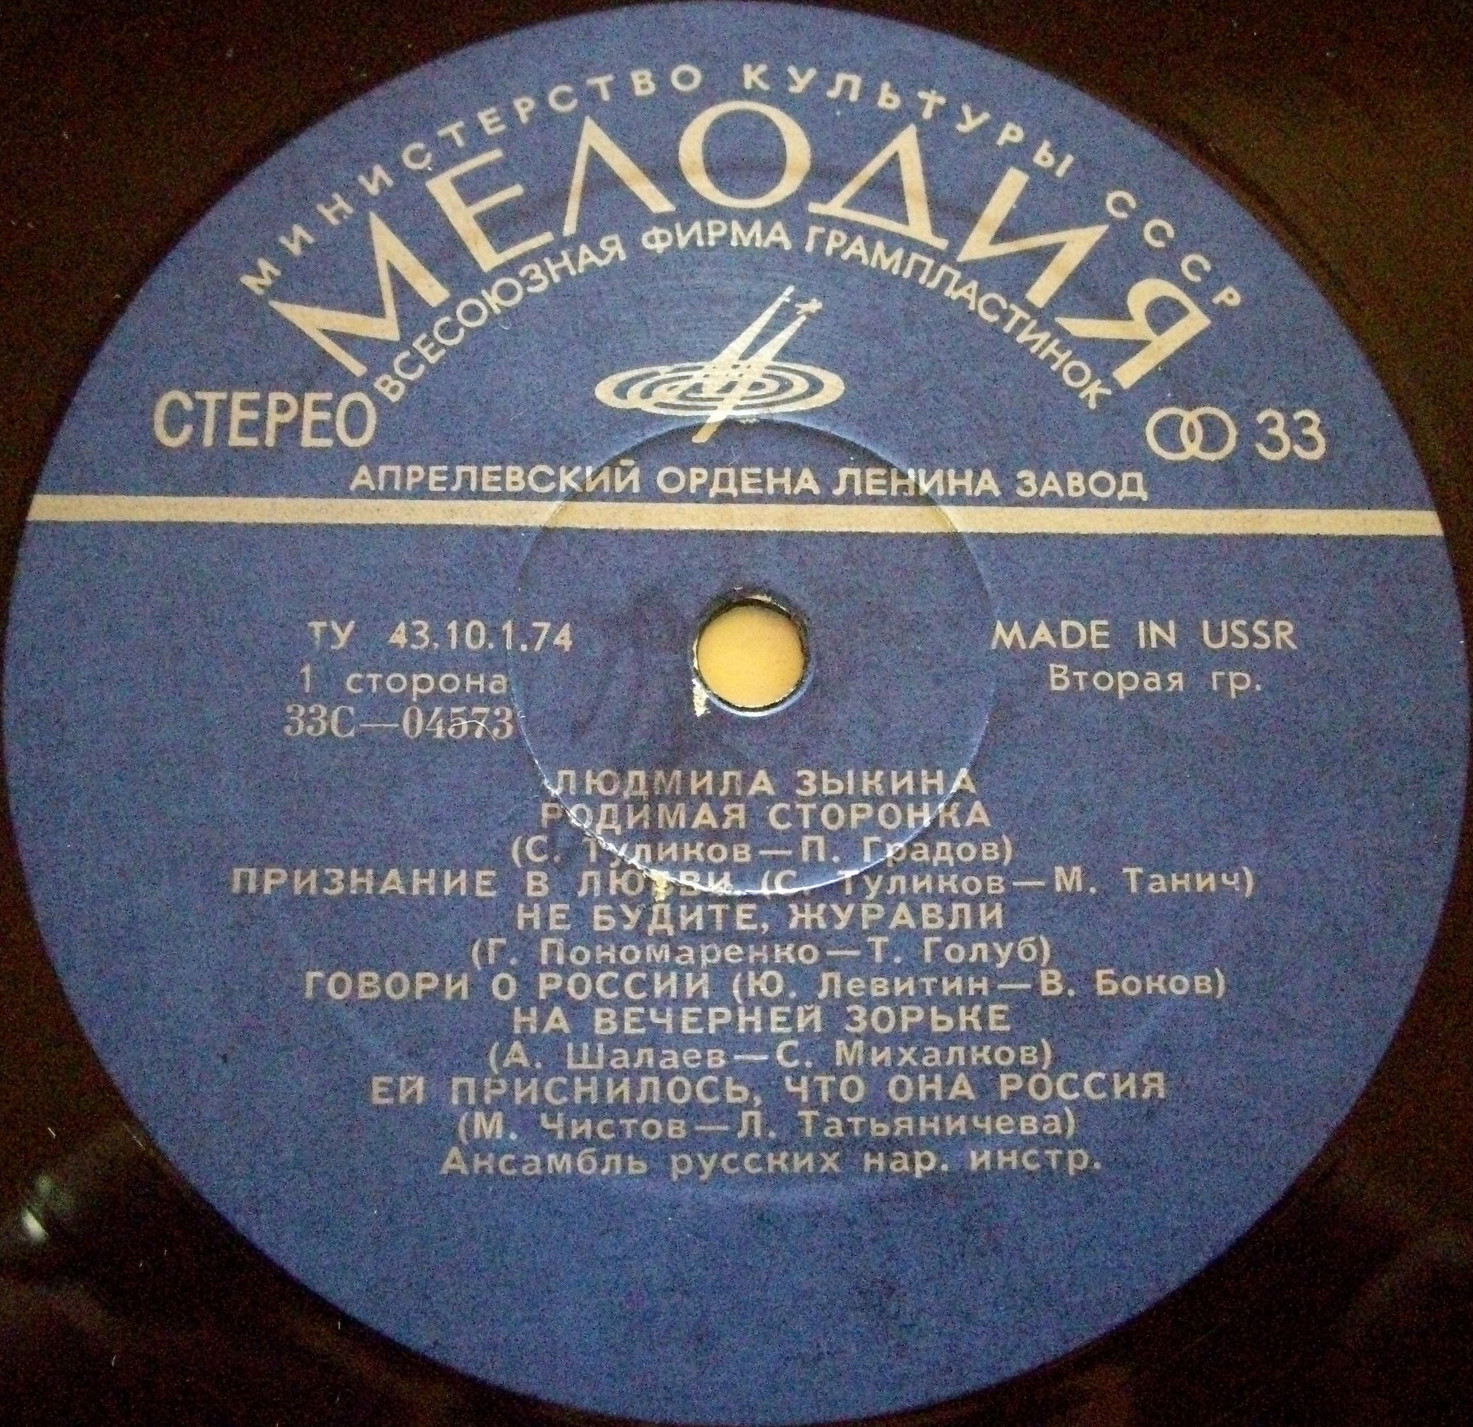 МИНИСТЕРСТВО КУЛЬТУРЫ СССР
МЕЛОДИЯ
ВСЕСОЮЗНАЯ ФИРМА ГРАМПЛАСТИНОК
СТЕРЕО
33
АПРЕЛЕВСКИЙ ОРДЕНА ЛЕНИНА ЗАВОД
ТУ 43.10.1.74
MADE IN USSR
1 сторона
Вторая гр.
33С—04573
ЛЮДМИЛА ЗЫКИНА
РОДИМАЯ СТОРОНКА
(С. Туликов—П. Градов)
ПРИЗНАНИЕ В ЛЮБВИ (С. Туликов—М. Танич)
НЕ БУДИТЕ, ЖУРАВЛИ
(Г. Пономаренко—Т. Голуб)
ГОВОРИ О РОССИИ (Ю. Левитин—В. Боков)
НА ВЕЧЕРНЕЙ ЗОРЬКЕ
(А. Шалаев—С. Михалков)
ЕЙ ПРИСНИЛОСЬ, ЧТО ОНА РОССИЯ
(М. Чистов—Л. Татьяничева)
Ансамбль русских нар. инстр.